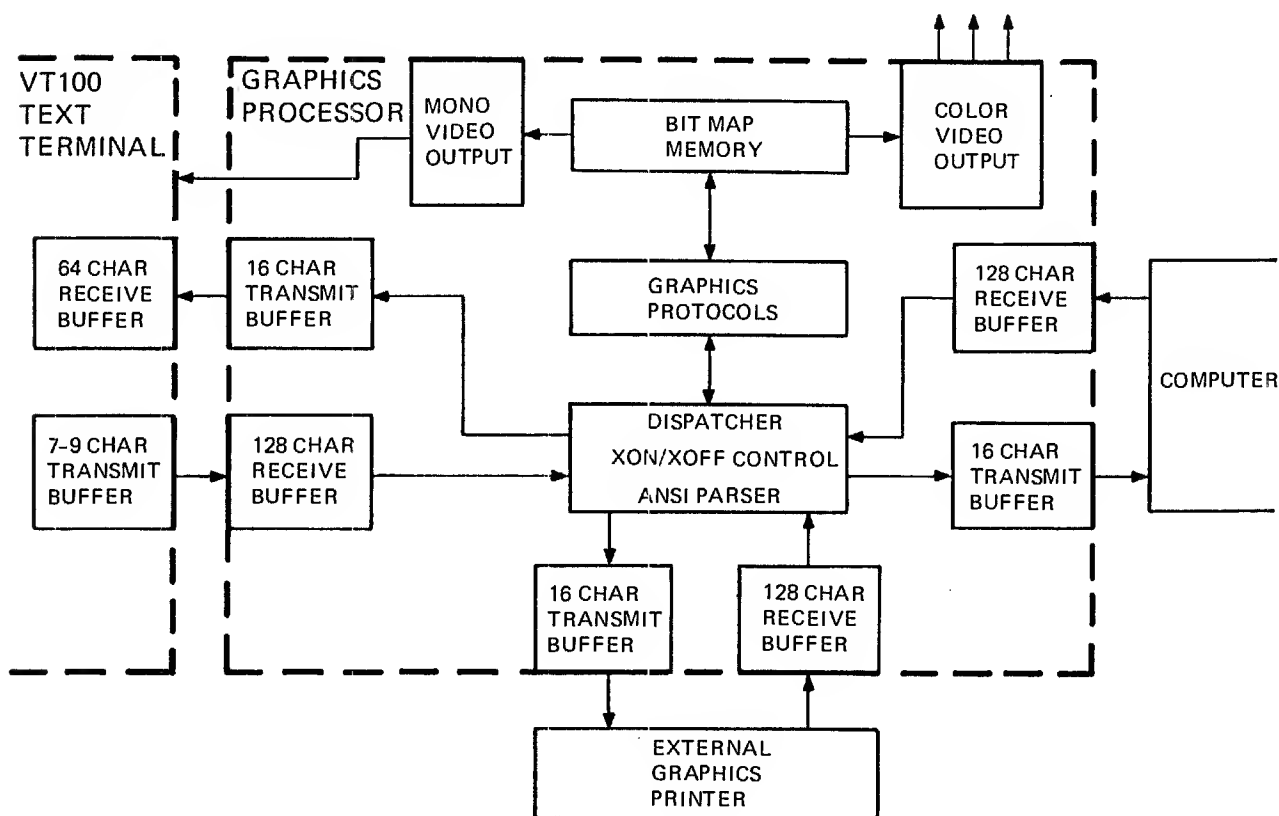 VT100
TEXT
TERMINAL
GRAPHICS
PROCESSOR
MONO
VIDEO
OUTPUT
BIT MAP
MEMORY
COLOR
VIDEO
OUTPUT
64 CHAR
RECEIVE
BUFFER
16 CHAR
TRANSMIT
BUFFER
GRAPHICS
PROTOCOLS
128 CHAR
RECEIVE
BUFFER
COMPUTER
7–9 CHAR
TRANSMIT
BUFFER
128 CHAR
RECEIVE
BUFFER
DISPATCHER
XON/XOFF CONTROL
ANSI PARSER
16 CHAR
TRANSMIT
BUFFER
16 CHAR
TRANSMIT
BUFFER
128 CHAR
RECEIVE
BUFFER
EXTERNAL
GRAPHICS
PRINTER